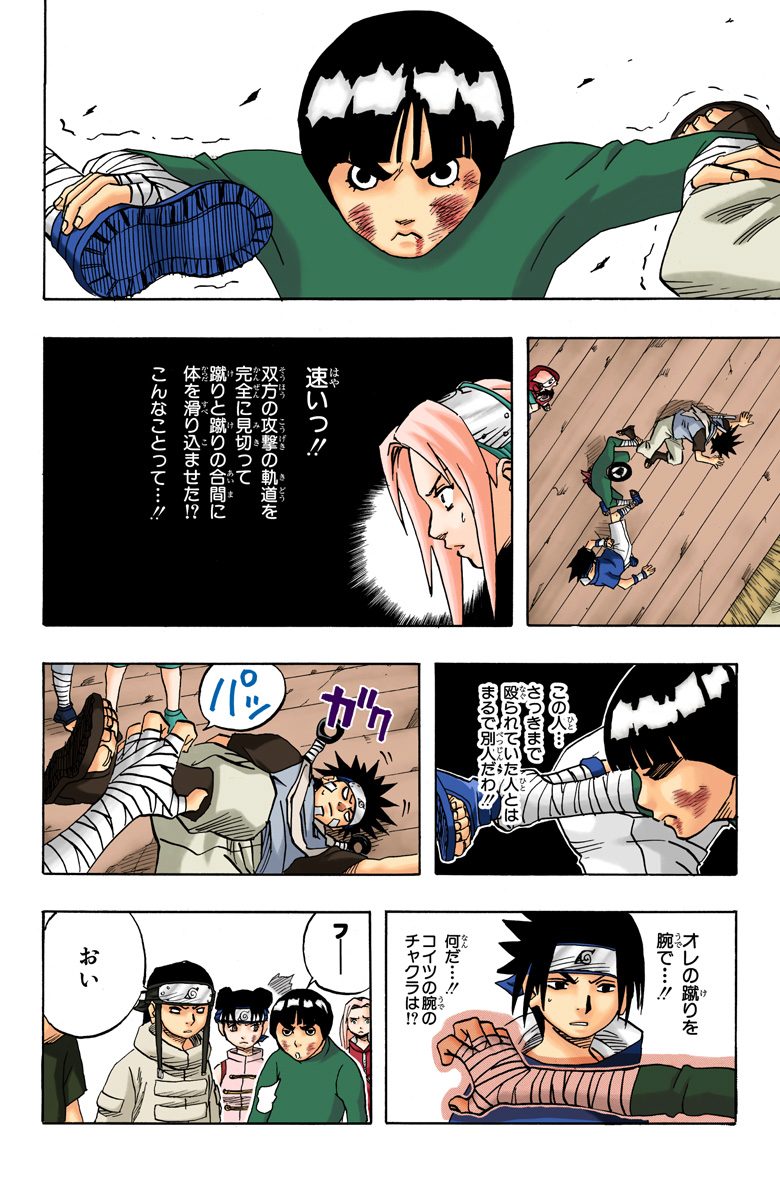 速いっ!!
双方の攻撃の軌道を
完全に見切って
蹴りと蹴りの合間に
体を滑り込ませた!?
こんなことって…!!
この人…
さっきまで
殴られていた人とは
まるで別人だわ!!
ガク
パッ
オレの蹴りを
腕で…!!
何だ…!!
コイツの腕の
チャクラは!?
フー
おい